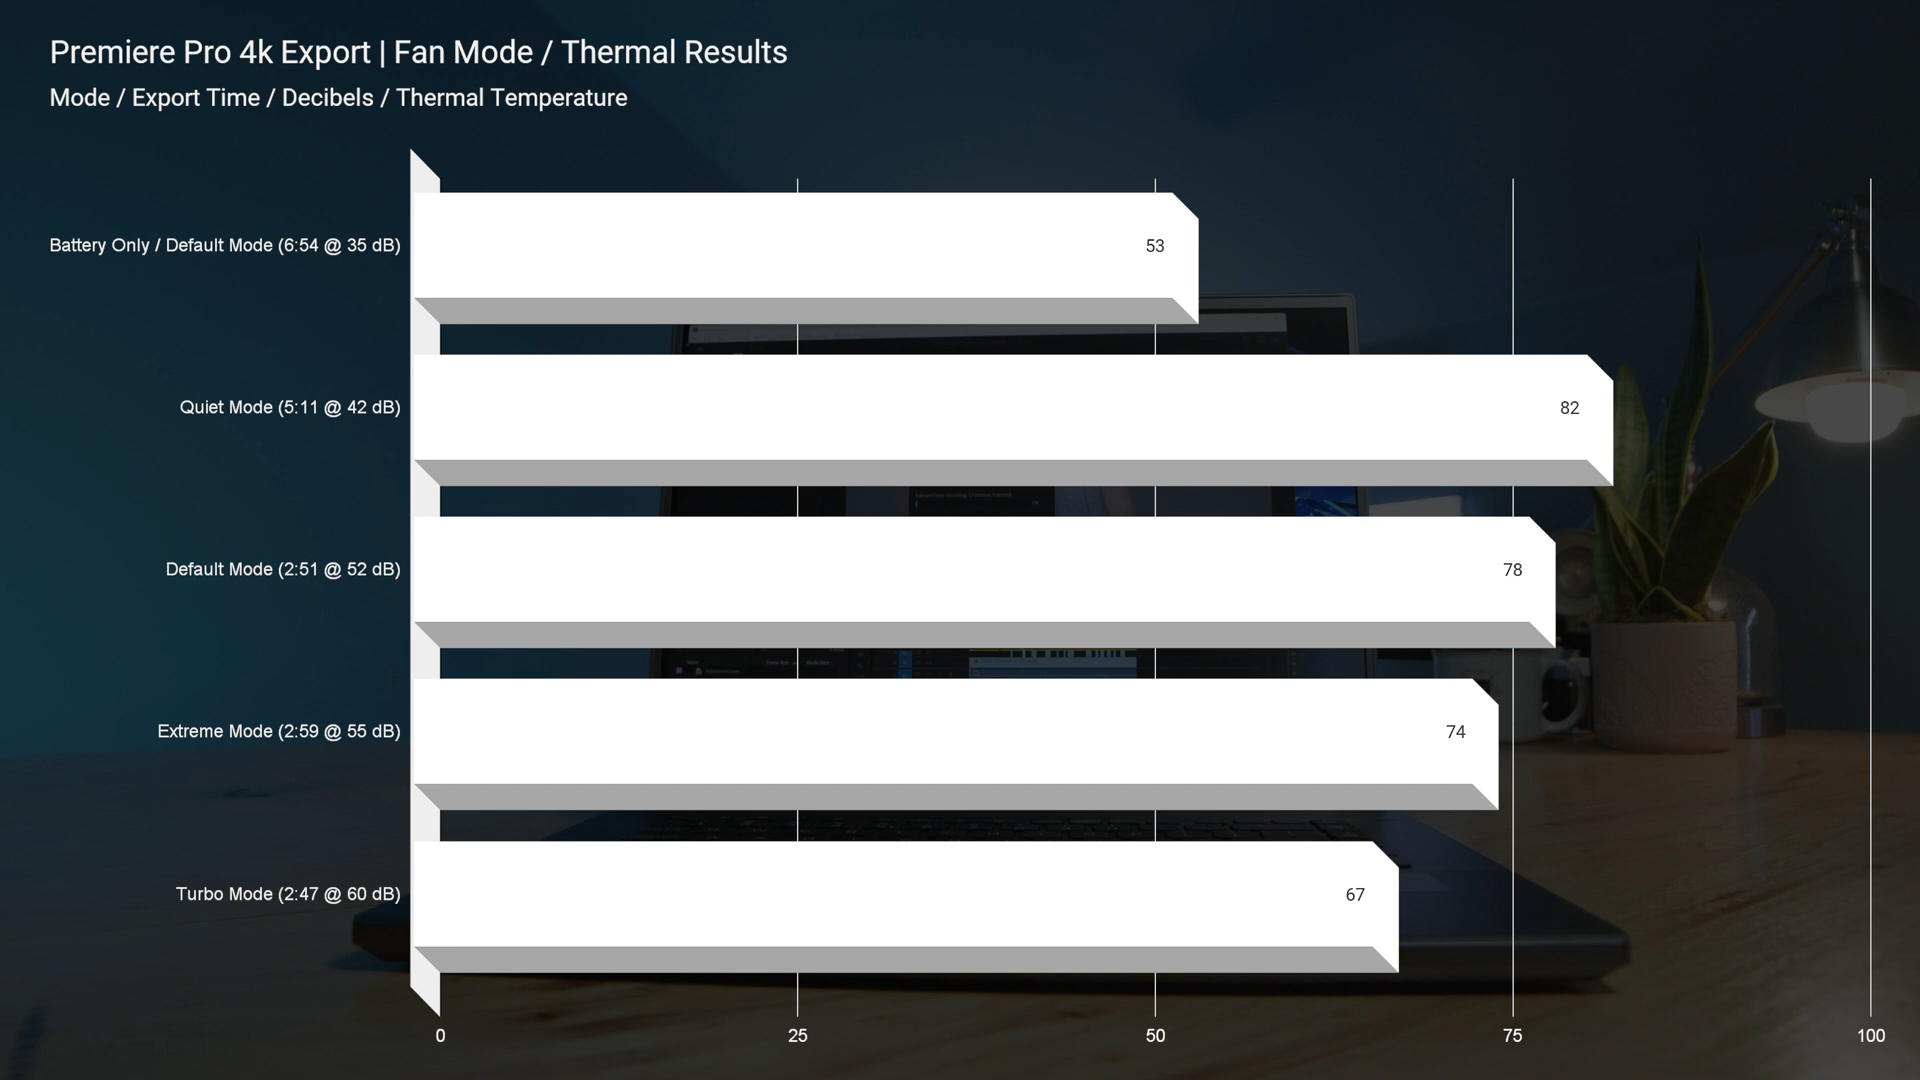 Premiere Pro 4k Export | Fan Mode / Thermal Results
Mode / Export Time / Decibels / Thermal Temperature
Battery Only / Default Mode (6:54 @ 35 dB)
53
Quiet Mode (5:11 @ 42 dB)
82
Default Mode (2:51 @ 52 dB)
78
Extreme Mode (2:59 @ 55 dB)
74
Turbo Mode (2:47 @ 60 dB)
67
0 25 50 75 100